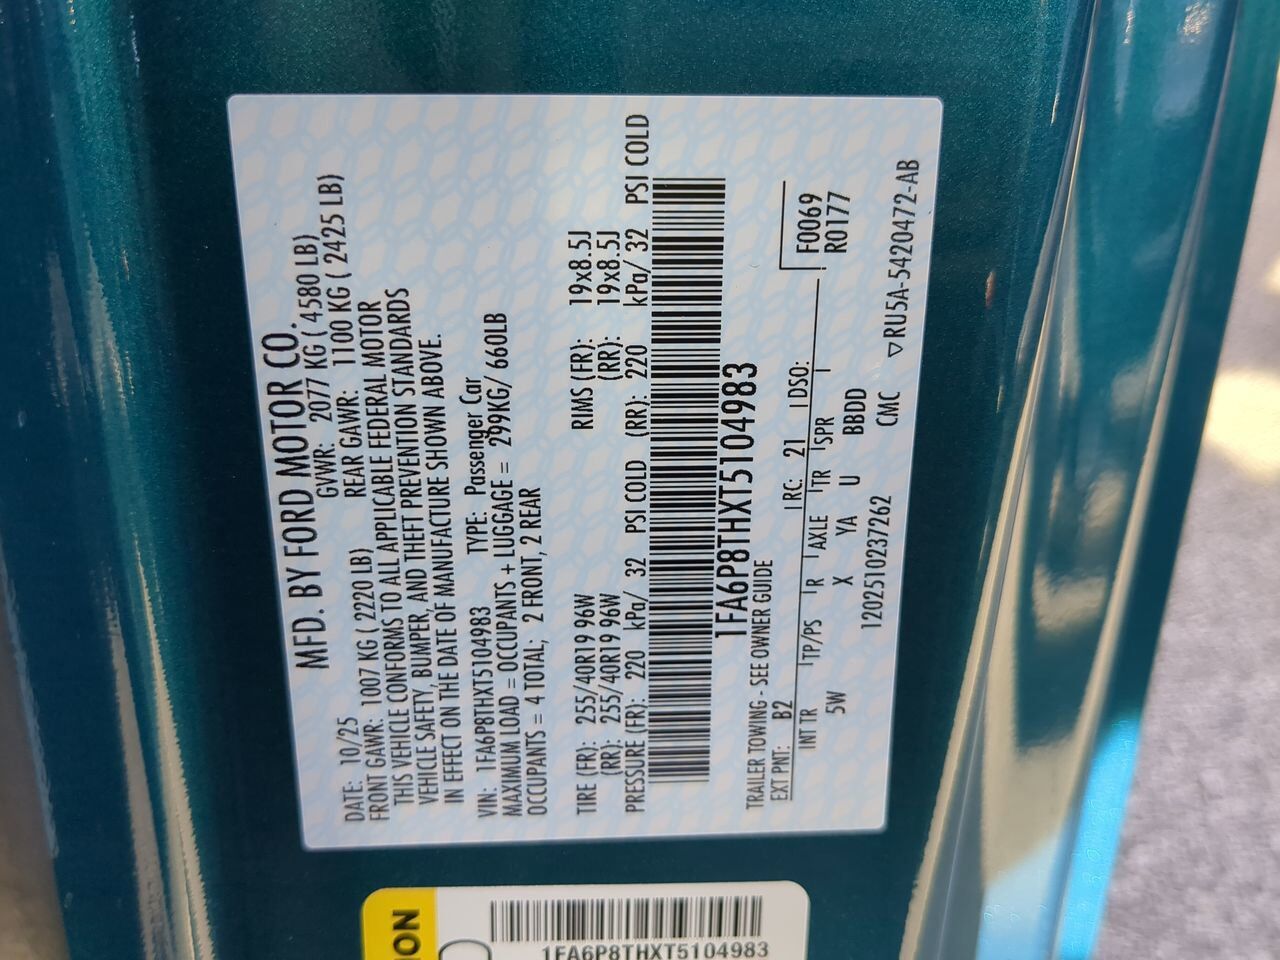 MFD. BY FORD MOTOR CO.
DATE: 10/25 GVWR: 2077 KG ( 4580 LB)
FRONT GAWR: 1007 KG ( 2220 LB) REAR GAWR: 1100 KG ( 2425 LB)
THIS VEHICLE CONFORMS TO ALL APPLICABLE FEDERAL MOTOR
VEHICLE SAFETY, BUMPER, AND THEFT PREVENTION STANDARDS
IN EFFECT ON THE DATE OF MANUFACTURE SHOWN ABOVE.
VIN: 1FA6P8THXT5104983 TYPE: Passenger Car
MAXIMUM LOAD = OCCUPANTS + LUGGAGE = 299KG/ 660LB
OCCUPANTS = 4 TOTAL, 2 FRONT, 2 REAR
TIRE (FR): 255/40R19 96W RIMS (FR): 19x8.5J
(RR): 255/40R19 96W (RR): 19x8.5J
PRESSURE (FR): 220 kPa/ 32 PSI COLD (RR): 220 kPa/ 32 PSI COLD
1FA6P8THXT5104983
TRAILER TOWING - SEE OWNER GUIDE
EXT PNT: B2 RC: 21 DSO: F0069
INT TR TP/PS R AXLE TR SPR R0177
5W X YA U BBDD
120251023​7262 CMC ▽RU5A-5420472-AB
ION
1FA6P8THXT5104983